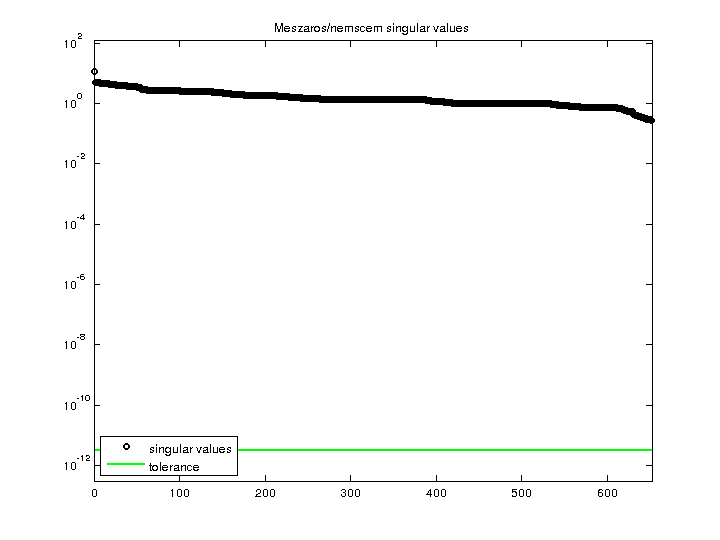 Meszaros/nemscem singular values
10^2
10^0
10^-2
10^-4
10^-6
10^-8
10^-10
10^-12
singular values
tolerance
0 100 200 300 400 500 600